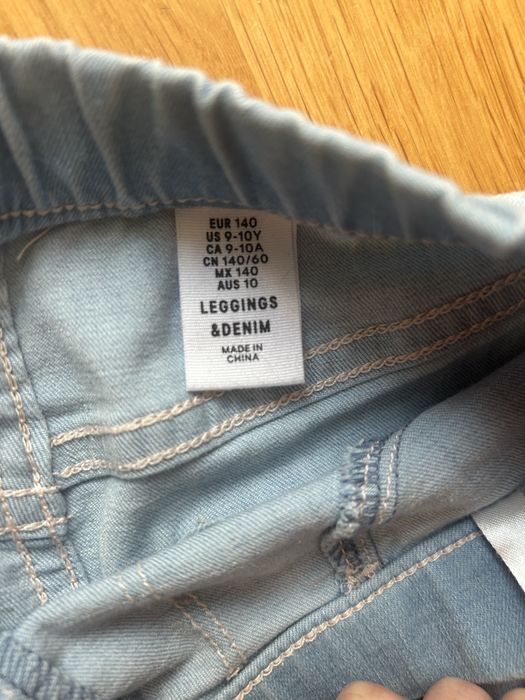 EUR 140
US 9-10Y
CA 9-10A
CN 140/60
MX 140
AUS 10
LEGGINGS
&DENIM
MADE IN
CHINA